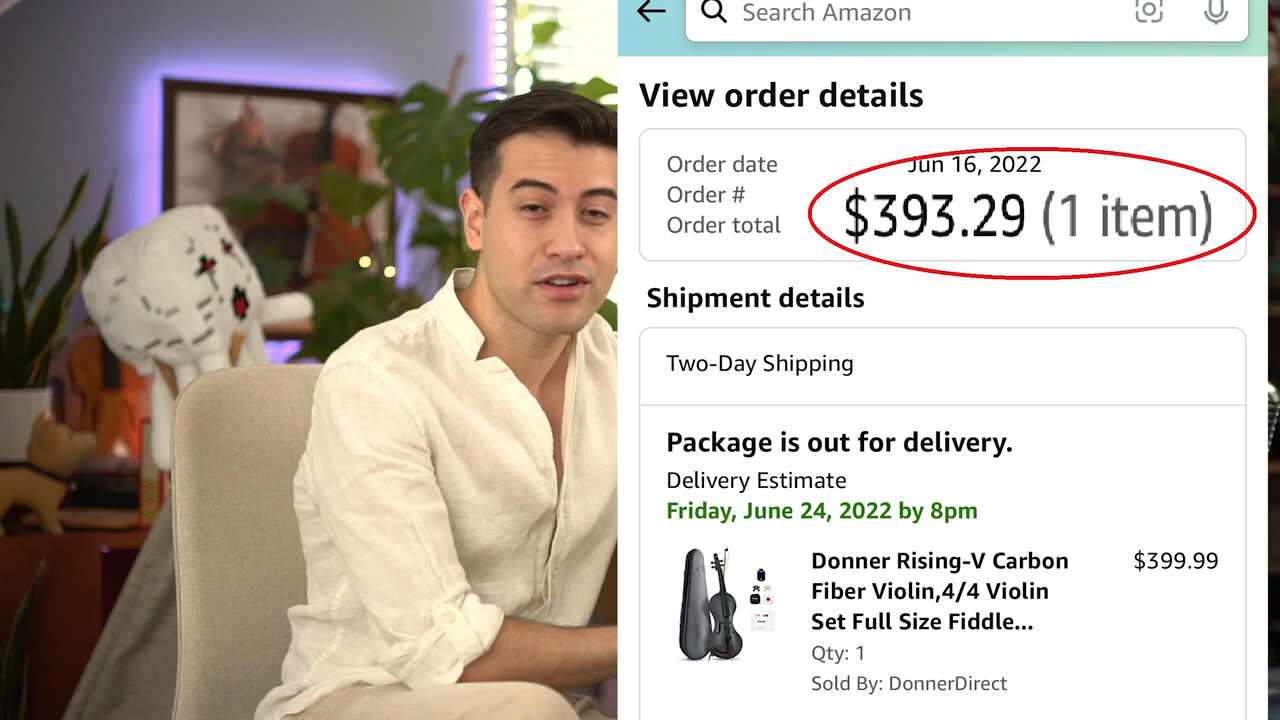 Search Amazon
View order details
Order date
Jun 16, 2022
Order #
Order total
$393.29 (1 item)
Shipment details
Two-Day Shipping
Package is out for delivery.
Delivery Estimate
Friday, June 24, 2022 by 8pm
Donner Rising-V Carbon
$399.99
Fiber Violin,4/4 Violin
Set Full Size Fiddle...
Qty: 1
Sold By: DonnerDirect